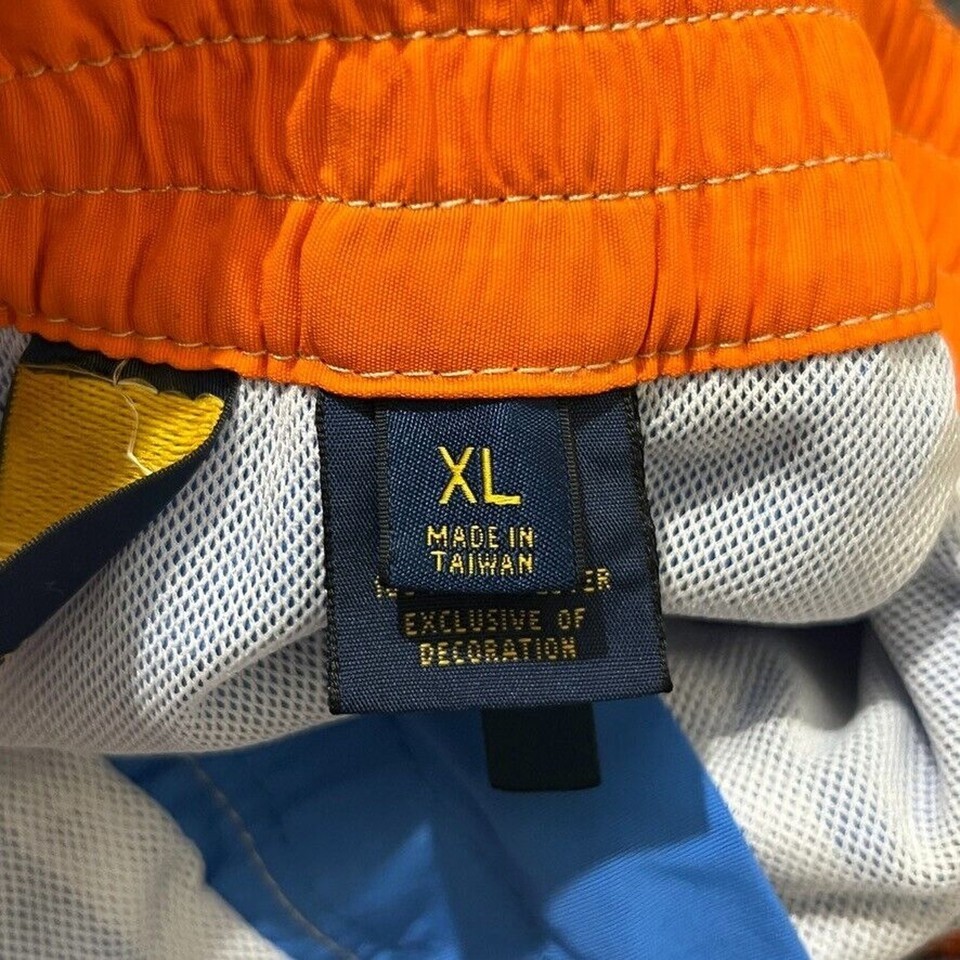 XL
MADE IN
TAIWAN
EXCLUSIVE OF
DECORATION